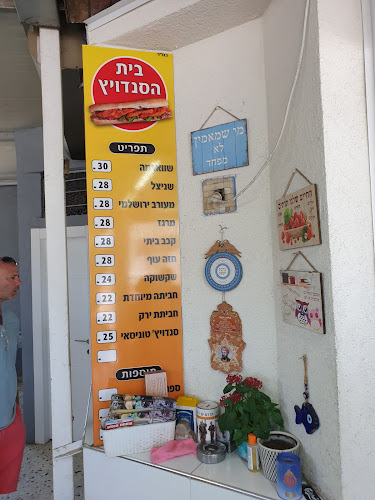 בית
הסנדויץ
תפריט
שווארמה 30.
שניצל 28.
מעורב ירושלמי 28.
מרגז 28.
קבב ביתי 28.
חזה עוף 28.
שקשוקה 24.
חביתה מיוחדת 22.
חביתת ירק 22.
סנדויץ' טוניסאי 25.
תוספות
מי שמאמין
לא
מפחד